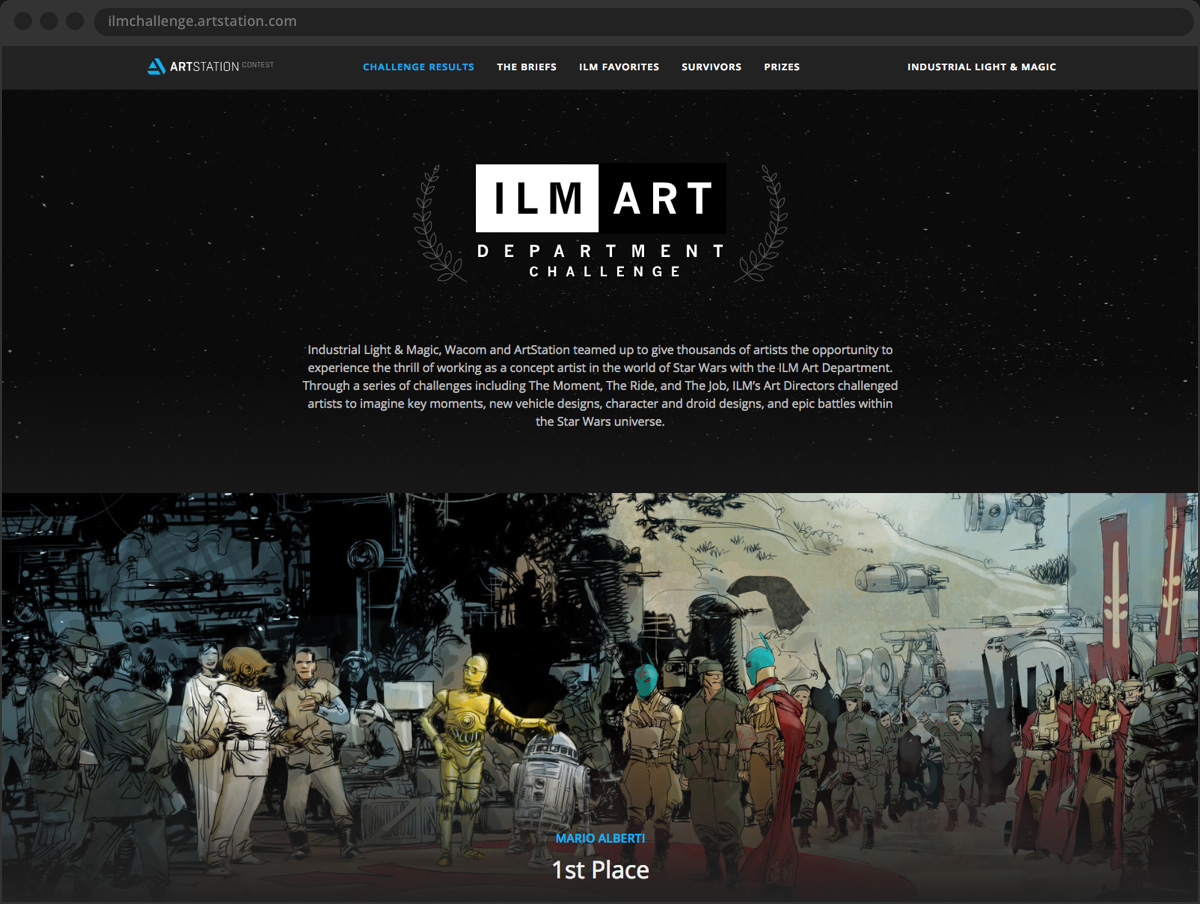 ilmchallenge.artstation.com
ARTSTATION CONTEST
CHALLENGE RESULTS THE BRIEFS ILM FAVORITES SURVIVORS PRIZES INDUSTRIAL LIGHT & MAGIC
ILM ART
DEPARTMENT
CHALLENGE
Industrial Light & Magic, Wacom and ArtStation teamed up to give thousands of artists the opportunity to
experience the thrill of working as a concept artist in the world of Star Wars with the ILM Art Department.
Through a series of challenges including The Moment, The Ride, and The Job, ILM's Art Directors challenged
artists to imagine key moments, new vehicle designs, character and droid designs, and epic battles within
the Star Wars universe.
MARIO ALBERTI
1st Place